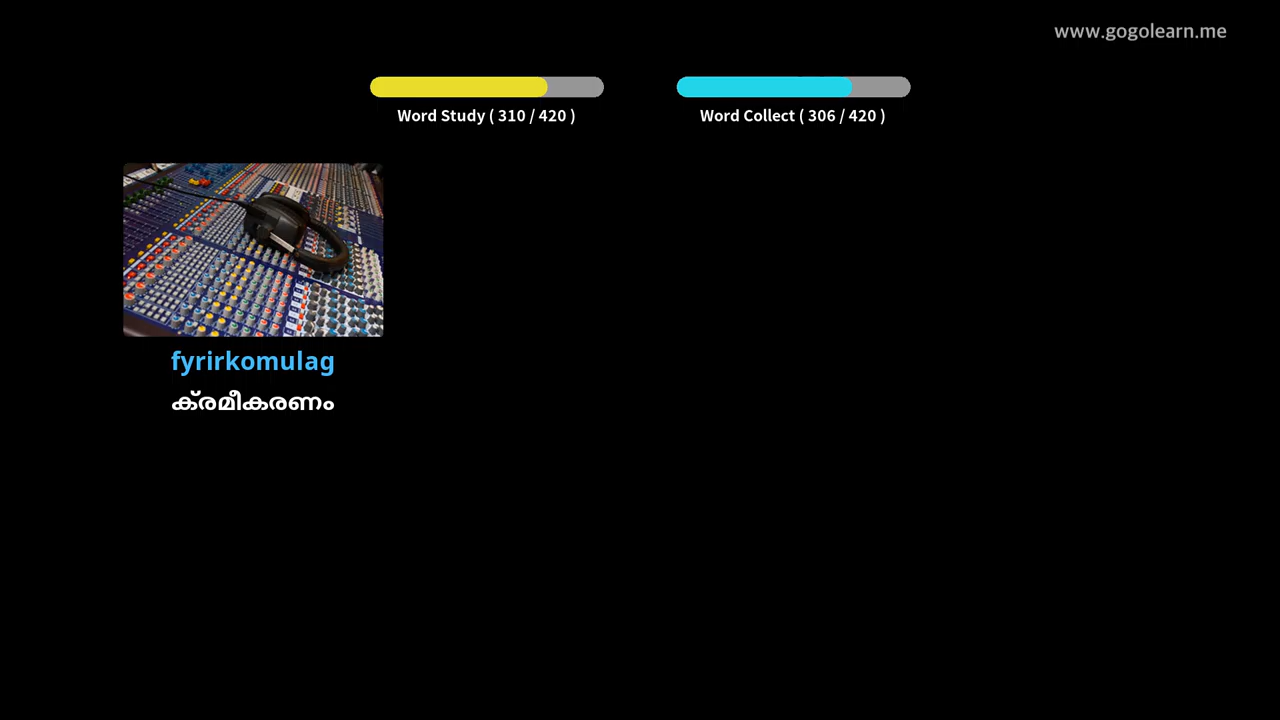 www.gogolearn.me
Word Study ( 310 / 420 )
Word Collect ( 306 / 420 )
fyrirkomulag
ക്രമീകരണം